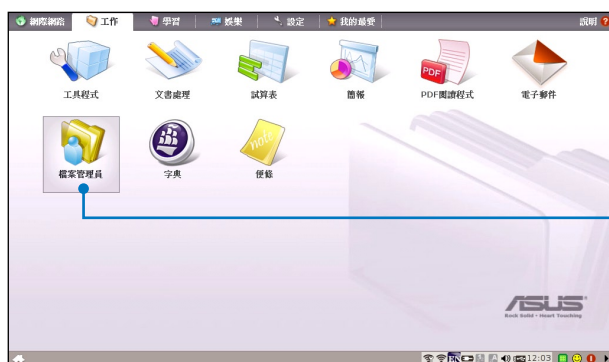 網際網路 工作 學習 娛樂 設定 我的最愛 說明 ?
工具程式 文書處理 試算表 簡報 PDF閱讀程式 電子郵件
PDF
note
檔案管理員 字典 便條
ASUS
Rock Solid • Heart Touching
EN 12:03